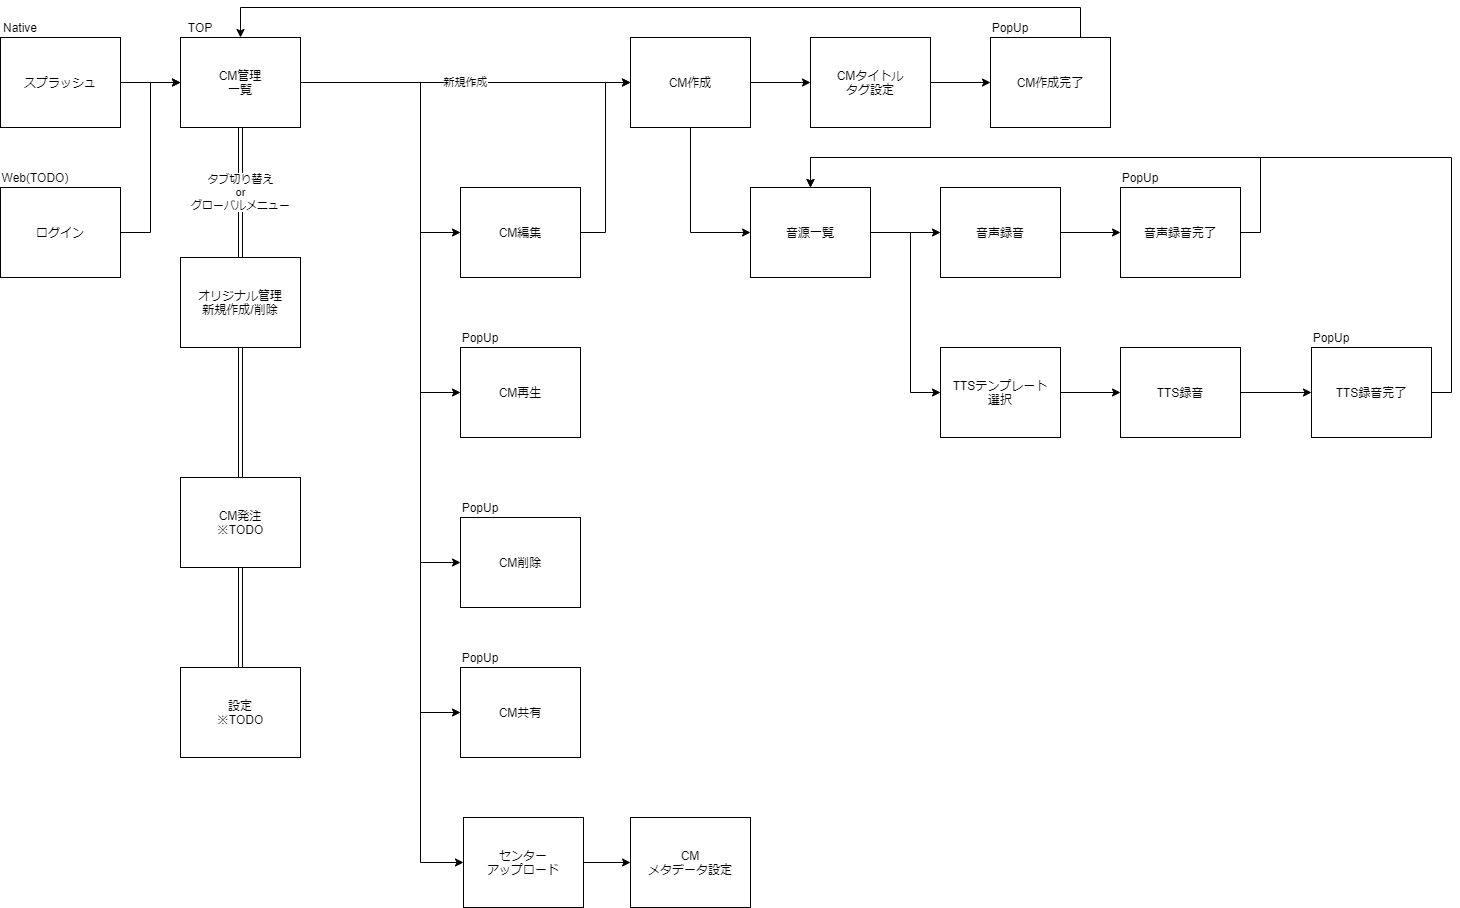 Native
スプラッシュ
Web(TODO)
ログイン
TOP
CM管理
一覧
タブ切り替え
or
グローバルメニュー
オリジナル管理
新規作成/削除
CM発注
※TODO
設定
※TODO
新規作成
CM編集
PopUp
CM再生
PopUp
CM削除
PopUp
CM共有
センター
アップロード
CM
メタデータ設定
CM作成
CMタイトル
タグ設定
PopUp
CM作成完了
音源一覧
音声録音
PopUp
音声録音完了
TTSテンプレート
選択
TTS録音
PopUp
TTS録音完了